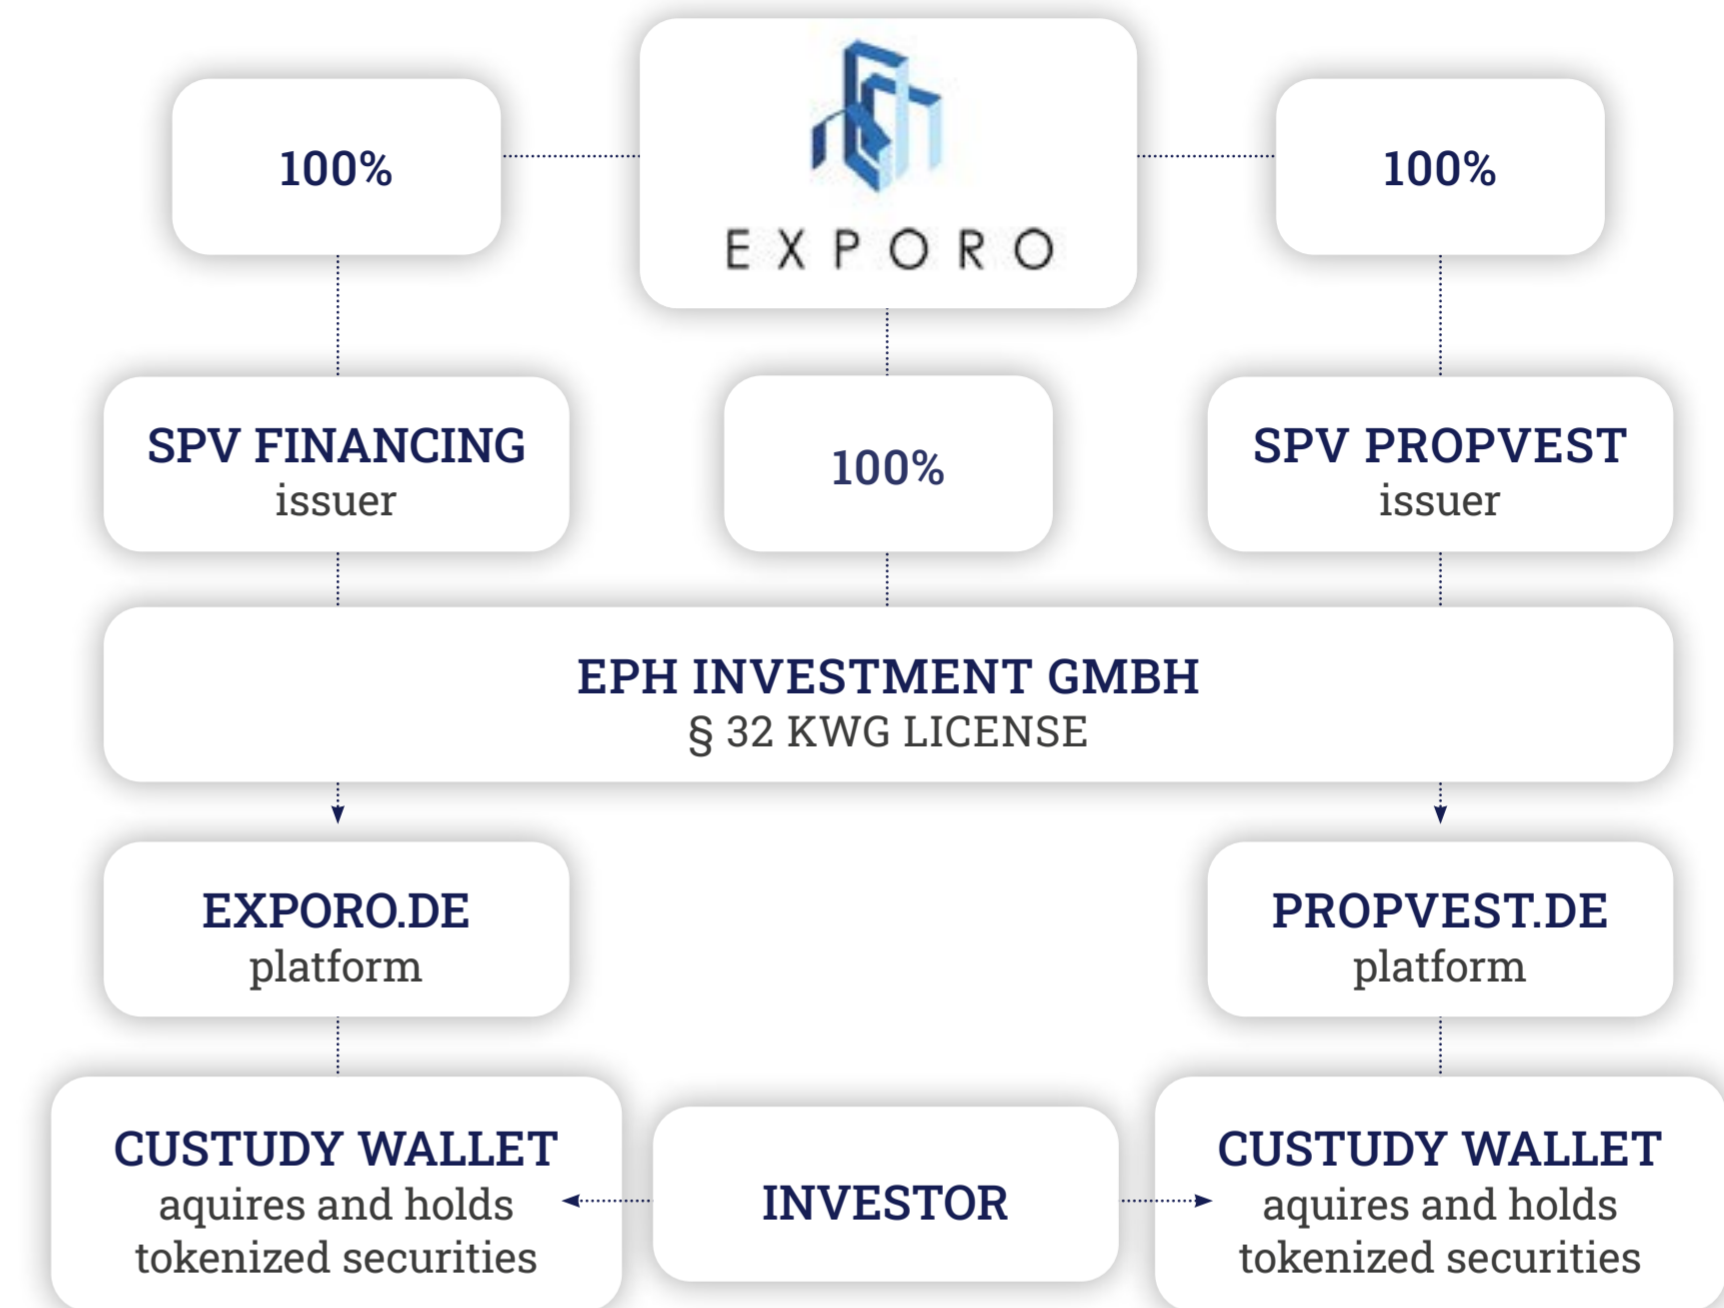 EXPORO
100%
100%
SPV FINANCING
issuer
100%
SPV PROPVEST
issuer
EPH INVESTMENT GMBH
§ 32 KWG LICENSE
EXPORO.DE
platform
PROPVEST.DE
platform
CUSTUDY WALLET
aquires and holds
tokenized securities
INVESTOR
CUSTUDY WALLET
aquires and holds
tokenized securities